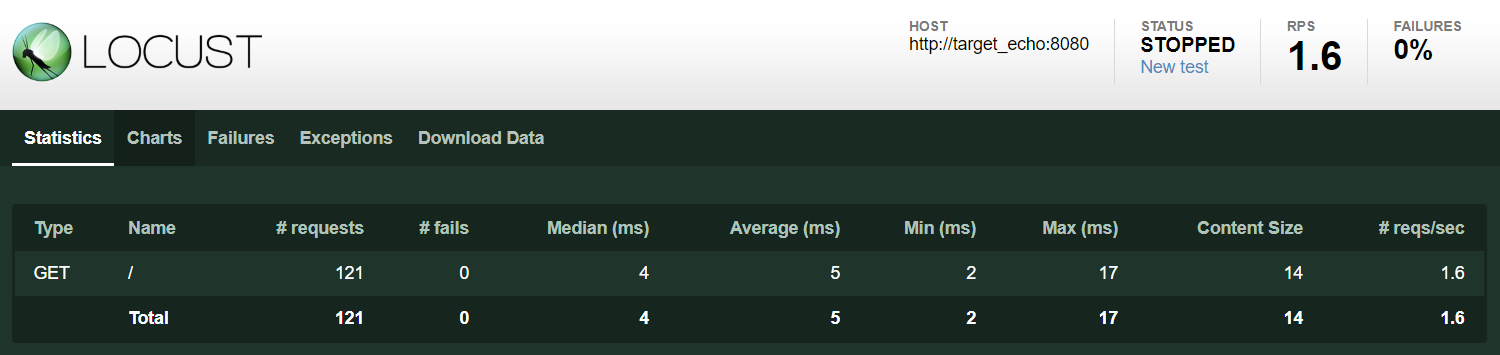 LOCUST
HOST
http://target_echo:8080
STATUS
STOPPED
New test
RPS
1.6
FAILURES
0%
Statistics Charts Failures Exceptions Download Data
Type Name # requests # fails Median (ms) Average (ms) Min (ms) Max (ms) Content Size # reqs/sec
GET / 121 0 4 5 2 17 14 1.6
Total 121 0 4 5 2 17 14 1.6